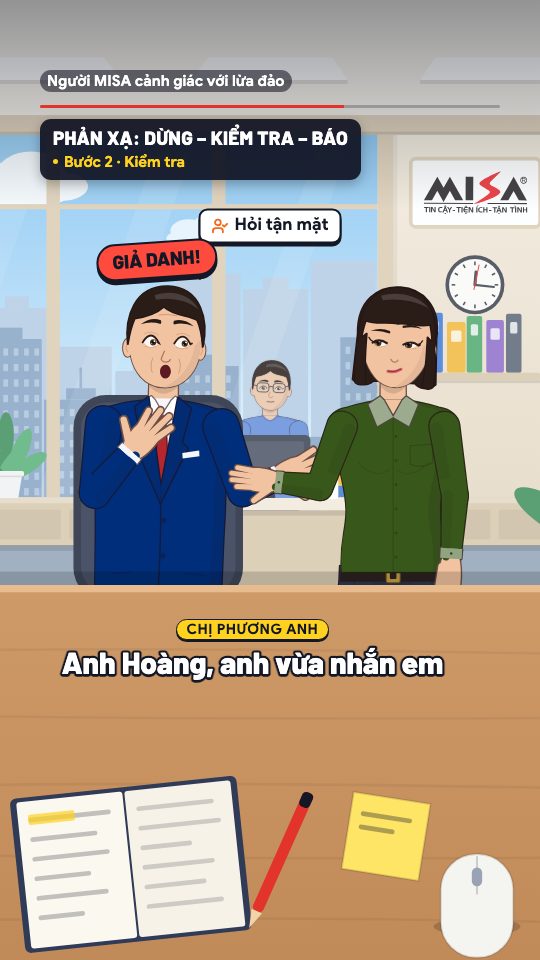 Người MISA cảnh giác với lừa đảo
PHẢN XẠ: DỪNG – KIỂM TRA – BÁO
• Bước 2 · Kiểm tra
Hỏi tận mặt
GIẢ DANH!
MISA®
TIN CẬY-TIỆN ÍCH-TẬN TÌNH
CHỊ PHƯƠNG ANH
Anh Hoàng, anh vừa nhắn em